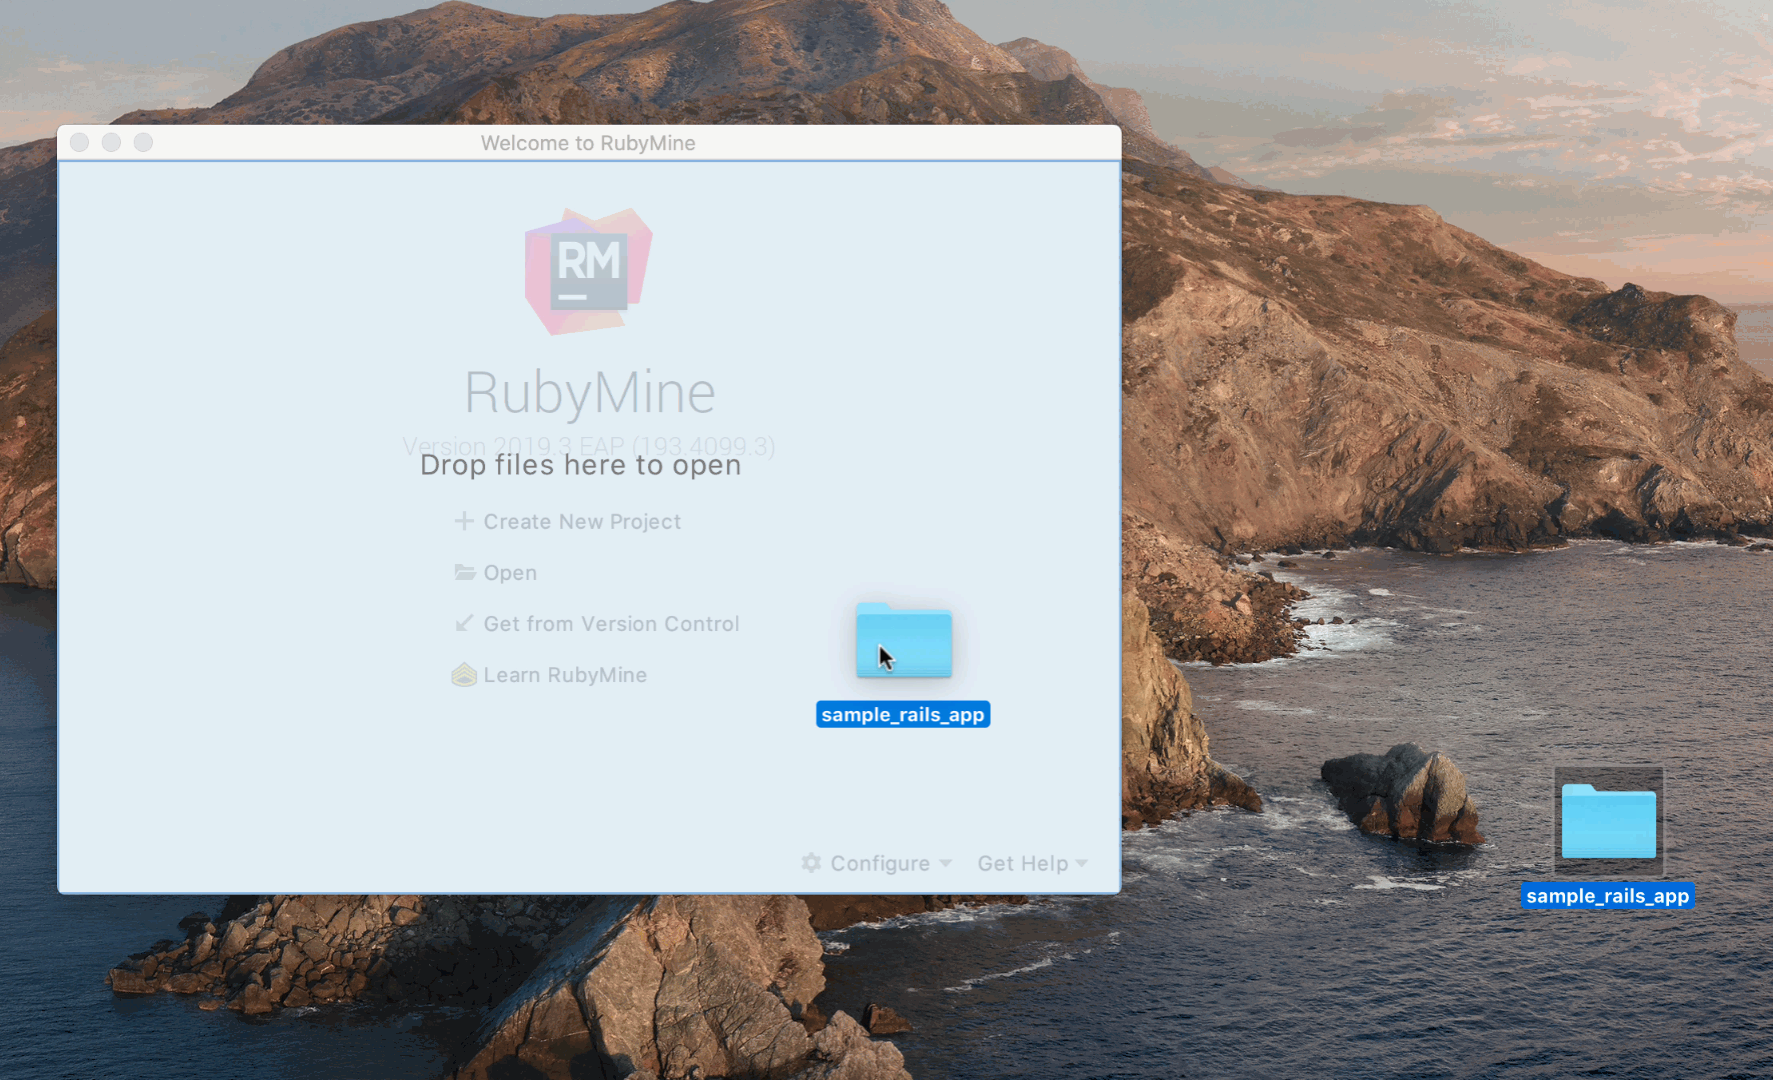 Welcome to RubyMine
RM
RubyMine
Version 2019.3 EAP (193.4099.3)
Drop files here to open
Create New Project
Open
Get from Version Control
Learn RubyMine
sample_rails_app
Configure
Get Help
sample_rails_app